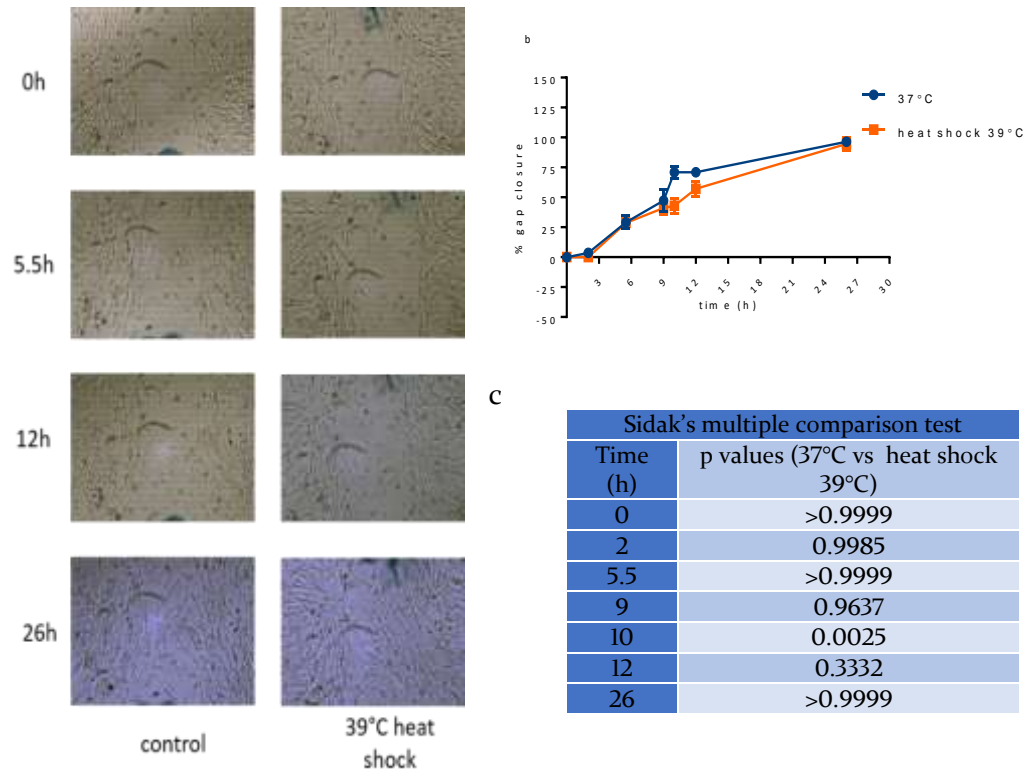 0h
5.5h
12h
26h
control
39°C heat
shock
b
150
125
100
75
50
25
0
-25
-50
% gap closure
3
6
9
12
15
18
21
24
27
30
time (h)
37°C
heat shock 39°C
c
Sidak's multiple comparison test
Time
(h)
p values (37°C vs heat shock
39°C)
0 >0.9999
2 0.9985
5.5 >0.9999
9 0.9637
10 0.0025
12 0.3332
26 >0.9999